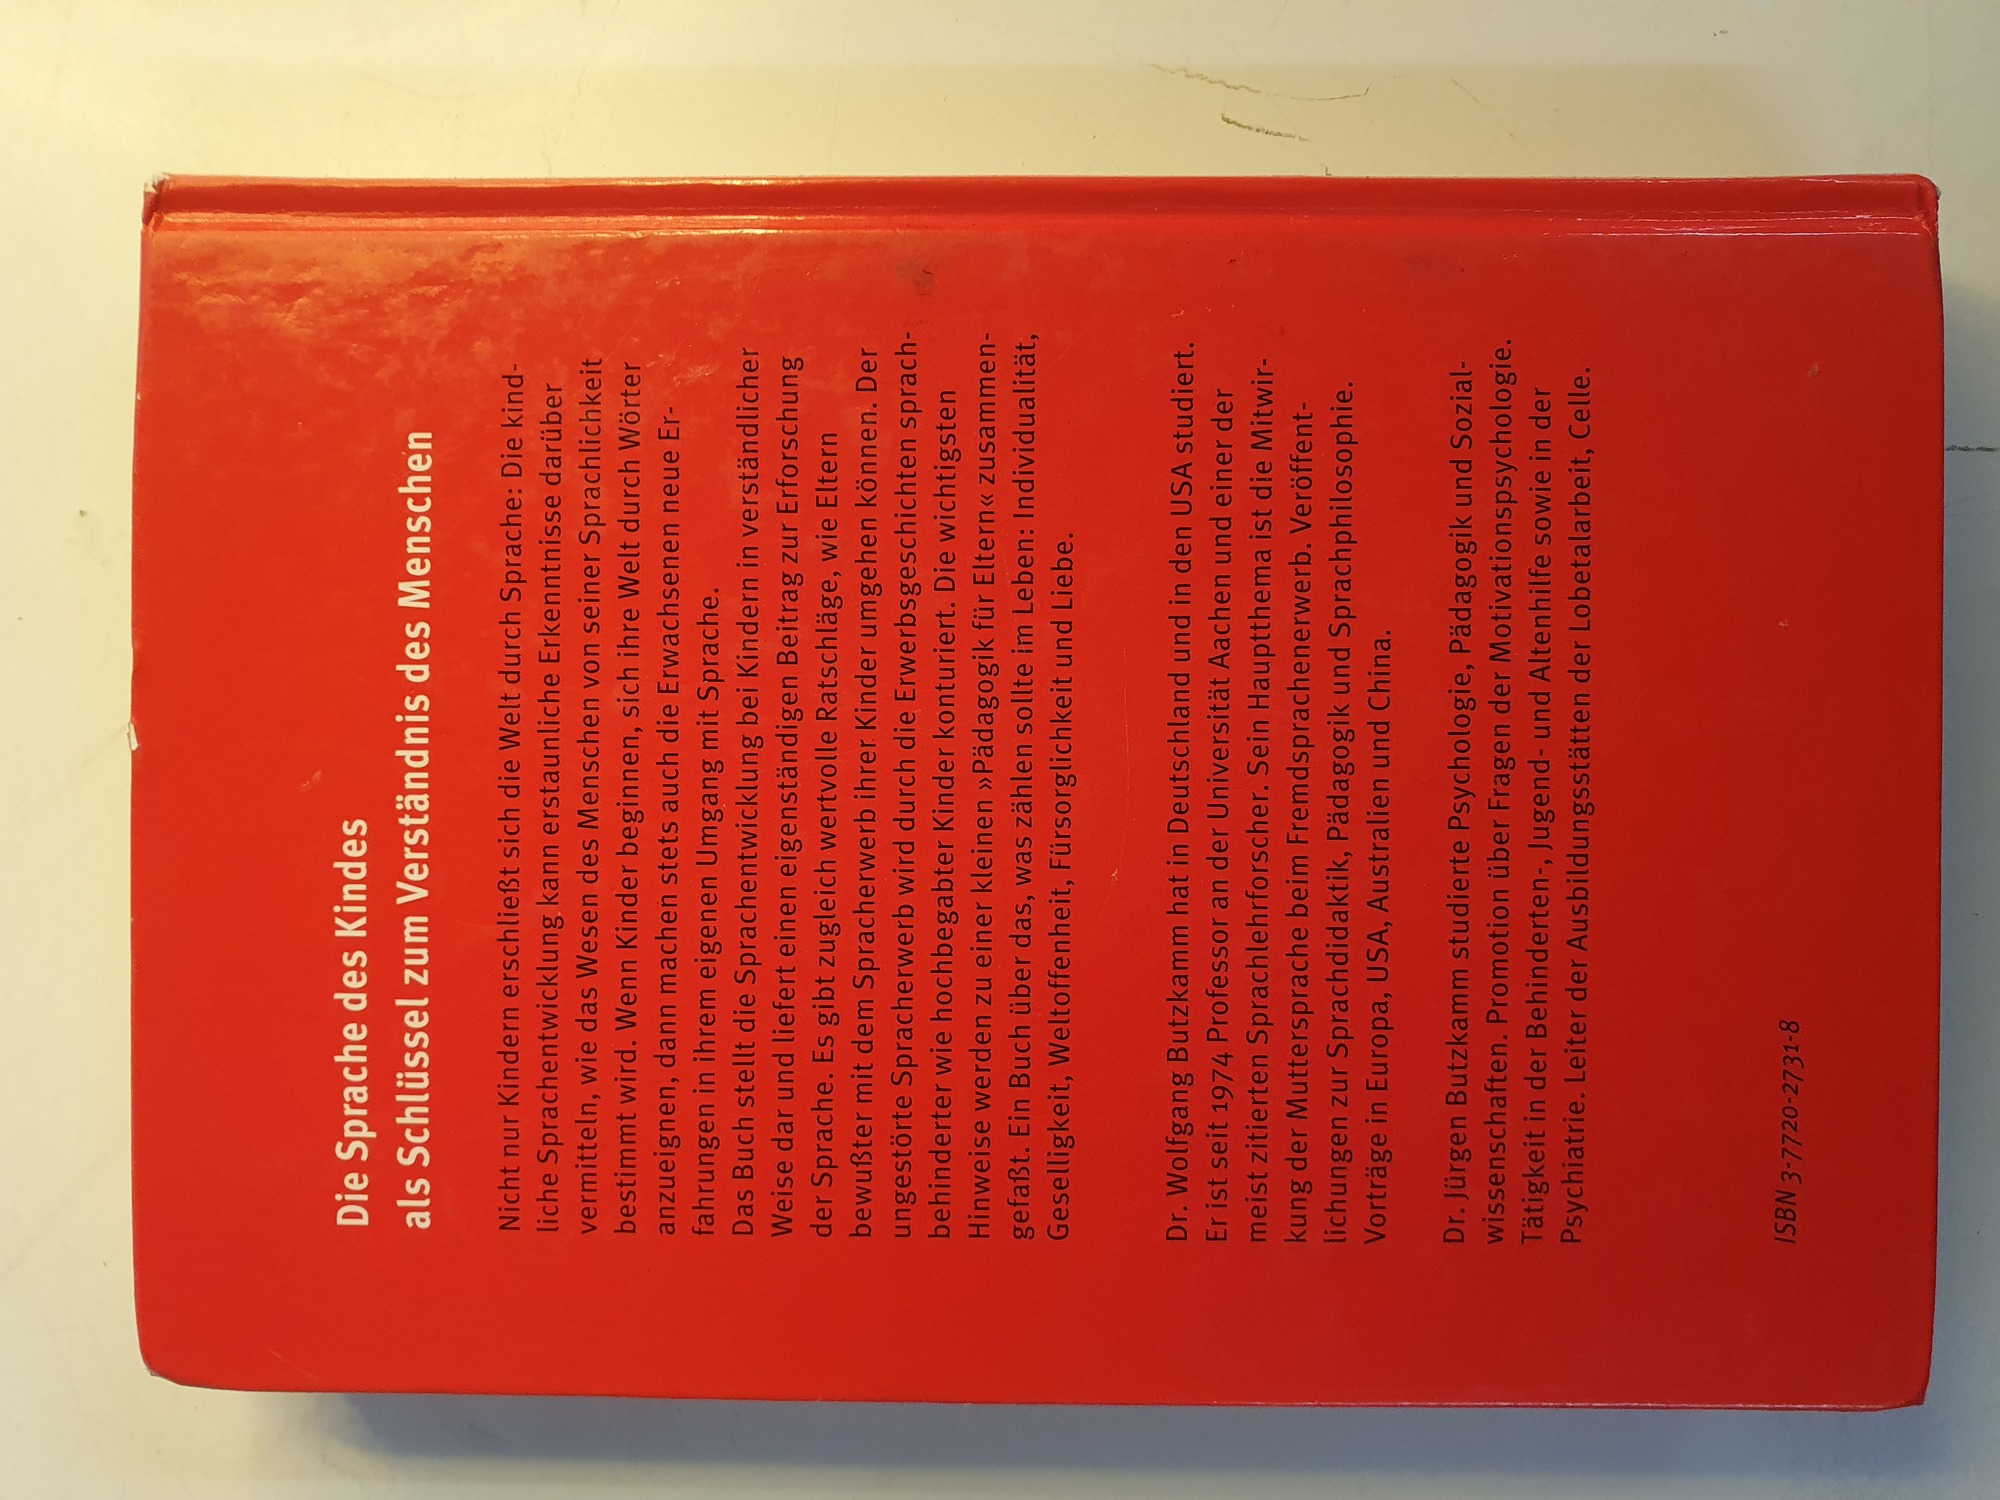 Die Sprache des Kindes
als Schlüssel zum Verständnis des Menschen
Nicht nur Kindern erschließt sich die Welt durch Sprache: Die kind-
liche Sprachentwicklung kann erstaunliche Erkenntnisse darüber
vermitteln, wie das Wesen des Menschen von seiner Sprachlichkeit
bestimmt wird. Wenn Kinder beginnen, sich ihre Welt durch Wörter
anzueignen, dann machen stets auch die Erwachsenen neue Er-
fahrungen in ihrem eigenen Umgang mit Sprache.
Das Buch stellt die Sprachentwicklung bei Kindern in verständlicher
Weise dar und liefert einen eigenständigen Beitrag zur Erforschung
der Sprache. Es gibt zugleich wertvolle Ratschläge, wie Eltern
bewußter mit dem Spracherwerb ihrer Kinder umgehen können. Der
ungestörte Spracherwerb wird durch die Erwerbsgeschichten sprach-
behinderter wie hochbegabter Kinder konturiert. Die wichtigsten
Hinweise werden zu einer kleinen »Pädagogik für Eltern« zusammen-
gefaßt. Ein Buch über das, was zählen sollte im Leben: Individualität,
Geselligkeit, Weltoffenheit, Fürsorglichkeit und Liebe.
Dr. Wolfgang Butzkamm hat in Deutschland und in den USA studiert.
Er ist seit 1974 Professor an der Universität Aachen und einer der
meist zitierten Sprachlehrforscher. Sein Hauptthema ist die Mitwir-
kung der Muttersprache beim Fremdsprachenerwerb. Veröffent-
lichungen zur Sprachdidaktik, Pädagogik und Sprachphilosophie.
Vorträge in Europa, USA, Australien und China.
Dr. Jürgen Butzkamm studierte Psychologie, Pädagogik und Sozial-
wissenschaften. Promotion über Fragen der Motivationspsychologie.
Tätigkeit in der Behinderten-, Jugend- und Altenhilfe sowie in der
Psychiatrie. Leiter der Ausbildungsstätten der Lobetalarbeit, Celle.
ISBN 3-7720-2731-8